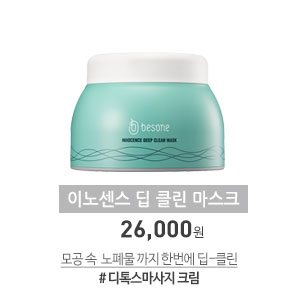 besone
INNOCENCE DEEP CLEAN MASK
이노센스 딥 클린 마스크
26,000원
모공 속 노폐물 까지 한번에 딥-클린
# 디톡스마사지 크림